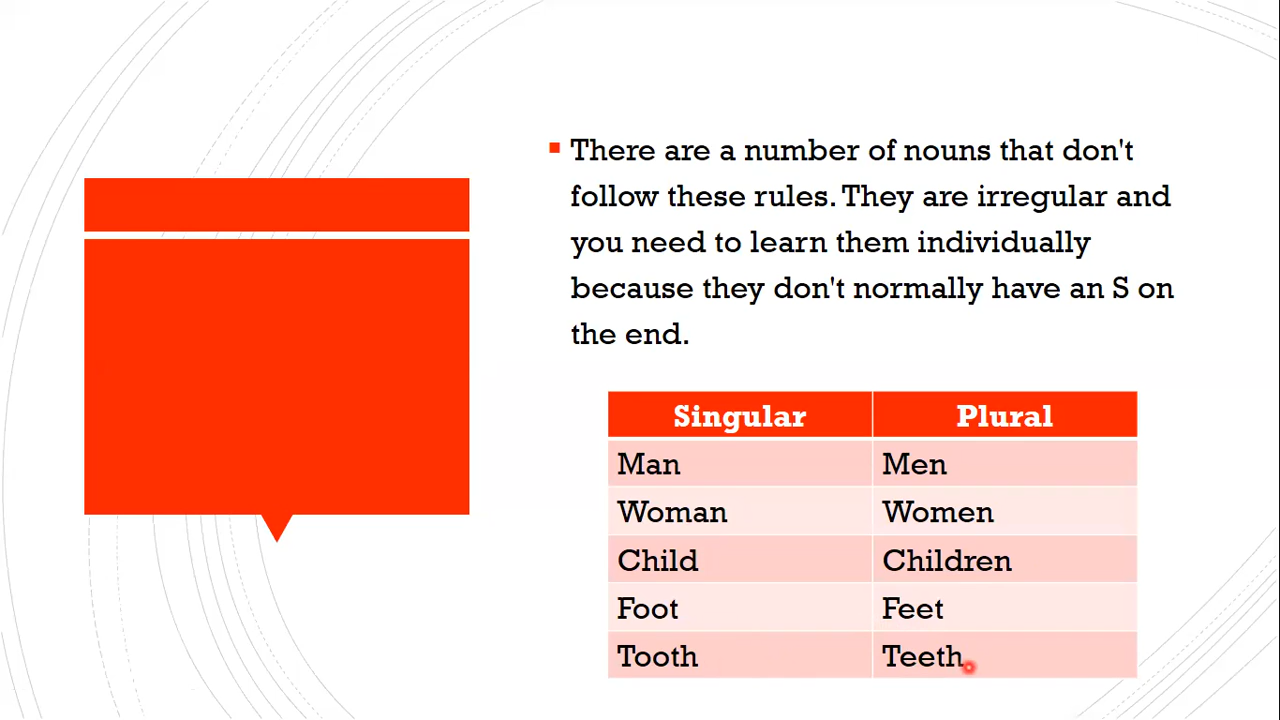 There are a number of nouns that don't
follow these rules. They are irregular and
you need to learn them individually
because they don't normally have an S on
the end.
Singular Plural
Man Men
Woman Women
Child Children
Foot Feet
Tooth Teeth